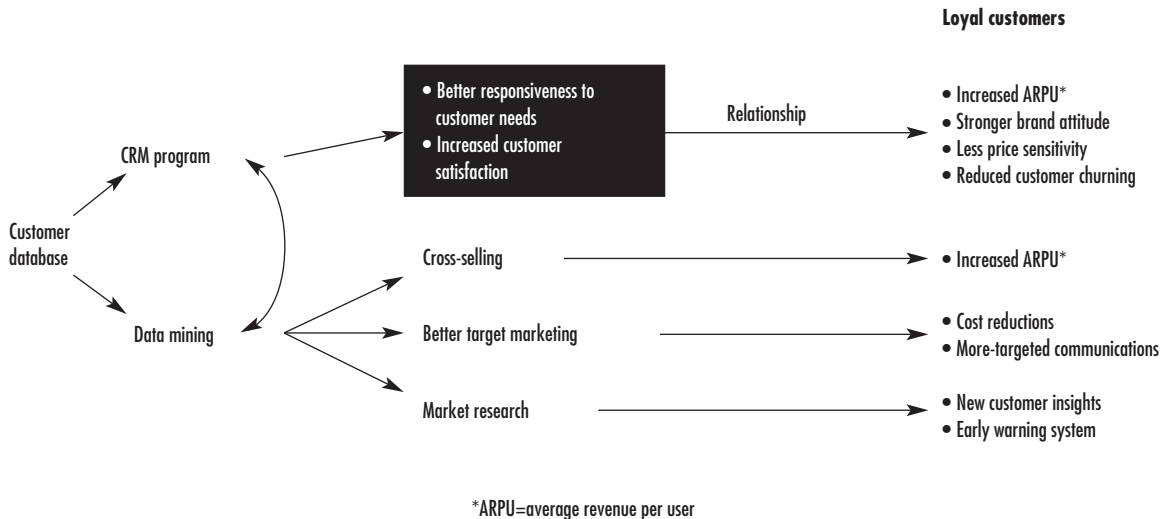 Loyal customers
• Better responsiveness to
customer needs
• Increased customer
satisfaction
Relationship
• Increased ARPU*
• Stronger brand attitude
• Less price sensitivity
• Reduced customer churning
CRM program
Customer
database
Data mining
Cross-selling
• Increased ARPU*
Better target marketing
• Cost reductions
• More-targeted communications
Market research
• New customer insights
• Early warning system
*ARPU=average revenue per user